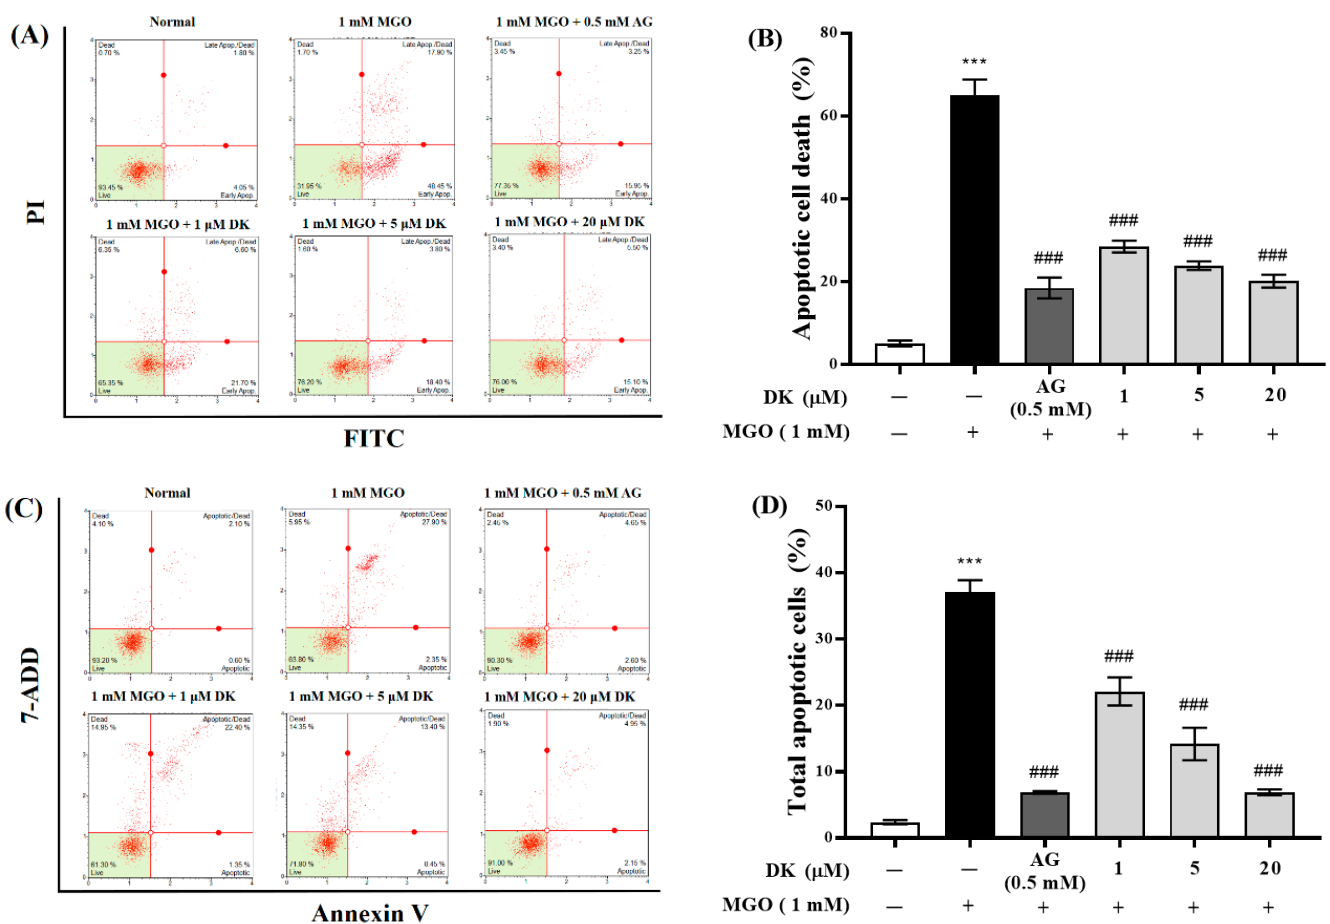 (A)
Normal
1 mM MGO
1 mM MGO + 0.5 mM AG
Dead
0.70 %
Late Apop./Dead
1.80 %
93.45 %
Live
4.05 %
Early Apop.
Dead
1.70 %
Late Apop./Dead
17.90 %
31.95 %
Live
48.45 %
Early Apop.
Dead
3.45 %
Late Apop./Dead
3.25 %
77.35 %
Live
15.95 %
Early Apop.
1 mM MGO + 1 µM DK
1 mM MGO + 5 µM DK
1 mM MGO + 20 µM DK
Dead
6.35 %
Late Apop./Dead
6.60 %
65.35 %
Live
21.70 %
Early Apop.
Dead
1.60 %
Late Apop./Dead
3.80 %
76.20 %
Live
18.40 %
Early Apop.
Dead
3.40 %
Late Apop./Dead
5.50 %
76.00 %
Live
15.10 %
Early Apop.
PI
FITC
(B)
Apoptotic cell death (%)
80
60
40
20
0
***
###
###
###
###
DK (µM) — — AG (0.5 mM) 1 5 20
MGO ( 1 mM) — + + + + +
(C)
Normal
1 mM MGO
1 mM MGO + 0.5 mM AG
Dead
4.10 %
Apoptotic/Dead
2.10 %
93.20 %
Live
0.60 %
Apoptotic
Dead
5.95 %
Apoptotic/Dead
27.90 %
63.80 %
Live
2.35 %
Apoptotic
Dead
2.45 %
Apoptotic/Dead
4.65 %
90.30 %
Live
2.60 %
Apoptotic
1 mM MGO + 1 µM DK
1 mM MGO + 5 µM DK
1 mM MGO + 20 µM DK
Dead
14.95 %
Apoptotic/Dead
22.40 %
61.30 %
Live
1.35 %
Apoptotic
Dead
14.35 %
Apoptotic/Dead
13.40 %
71.80 %
Live
0.45 %
Apoptotic
Dead
1.90 %
Apoptotic/Dead
4.95 %
91.00 %
Live
2.15 %
Apoptotic
7-ADD
Annexin V
(D)
Total apoptotic cells (%)
50
40
30
20
10
0
***
###
###
###
###
DK (µM) — — AG (0.5 mM) 1 5 20
MGO ( 1 mM) — + + + + +